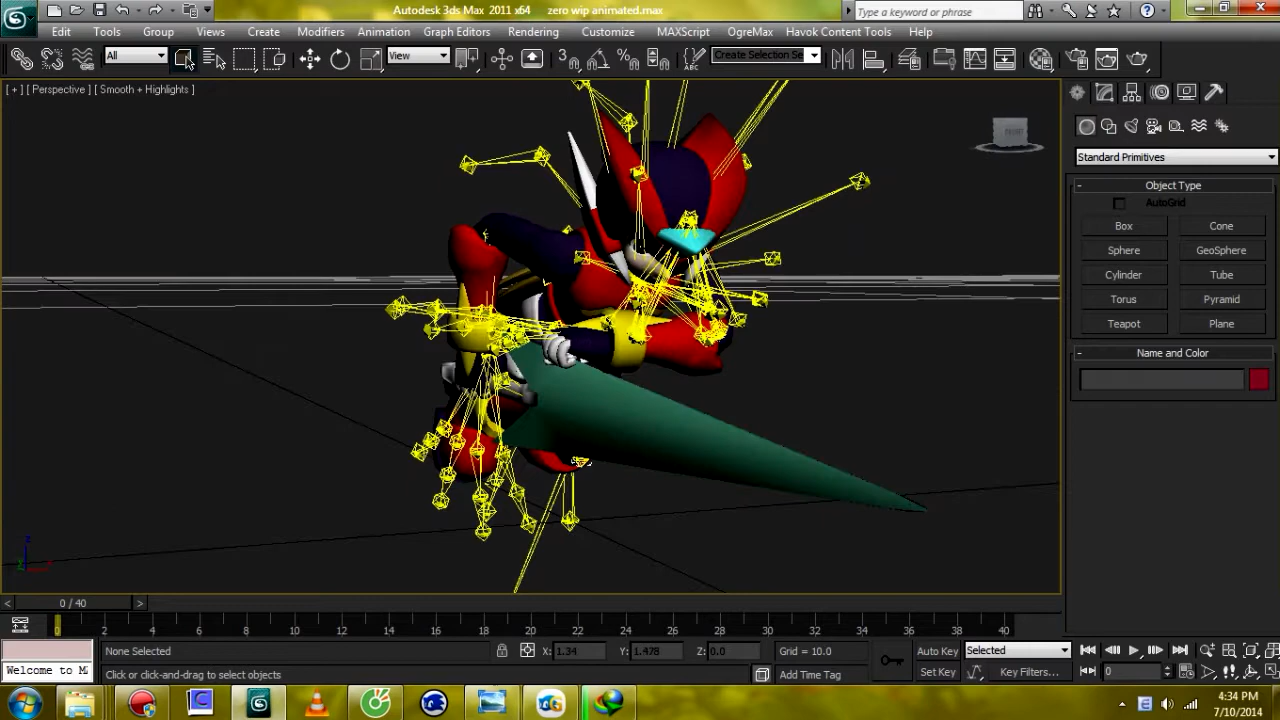 Autodesk 3ds Max 2011 x64 zero wip animated.max
Type a keyword or phrase
Edit Tools Group Views Create Modifiers Animation Graph Editors Rendering Customize MAXScript OgreMax Havok Content Tools Help
All
View
Create Selection Se
[ + ] [ Perspective ] [ Smooth + Highlights ]
Standard Primitives
- Object Type
AutoGrid
Box Cone
Sphere GeoSphere
Cylinder Tube
Torus Pyramid
Teapot Plane
- Name and Color
< 0 / 40 >
0 2 4 6 8 10 12 14 16 18 20 22 24 26 28 30 32 34 36 38 40
None Selected X: 1.34 Y: 1.478 Z: 0.0 Grid = 10.0 Auto Key Selected
Welcome to M Click or click-and-drag to select objects Add Time Tag Set Key Key Filters... 0
4:34 PM
7/10/2014